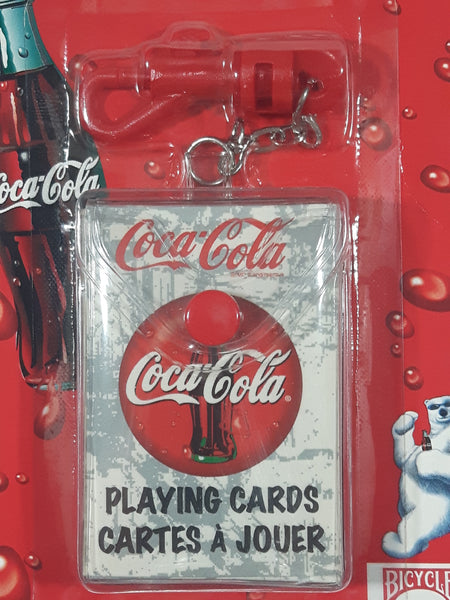 Coca-Cola
Coca-Cola
Coca-Cola
PLAYING CARDS
CARTES À JOUER
BICYCLE